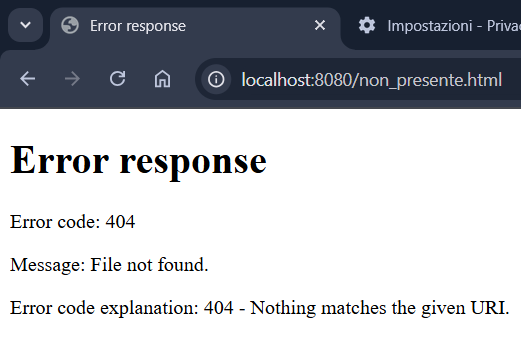 Error response
Impostazioni - Priva
localhost:8080/non_presente.html
Error response
Error code: 404
Message: File not found.
Error code explanation: 404 - Nothing matches the given URI.